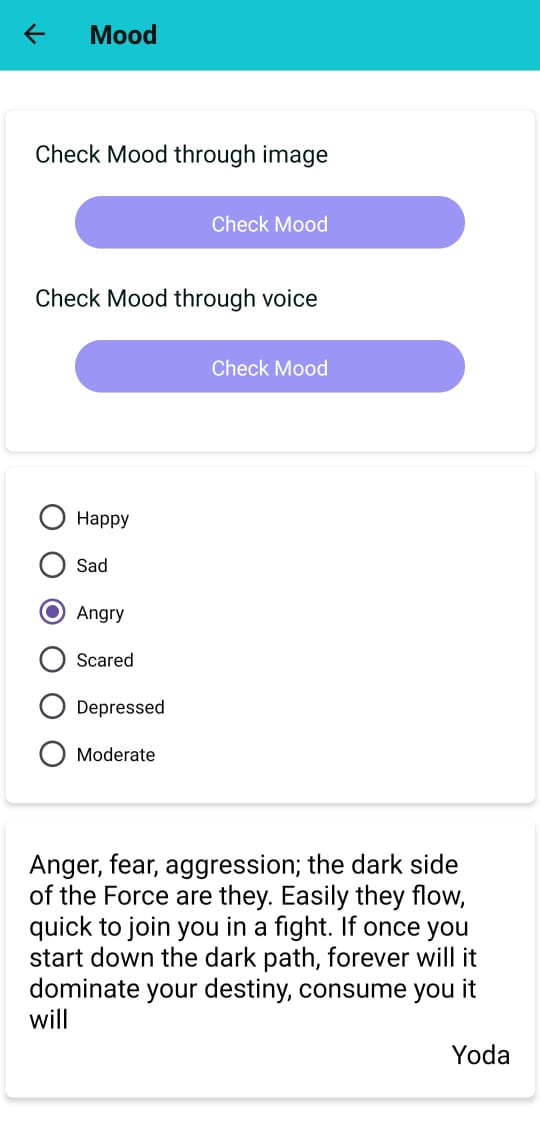 Mood
Check Mood through image
Check Mood
Check Mood through voice
Check Mood
Happy
Sad
Angry
Scared
Depressed
Moderate
Anger, fear, aggression; the dark side
of the Force are they. Easily they flow,
quick to join you in a fight. If once you
start down the dark path, forever will it
dominate your destiny, consume you it
will
Yoda